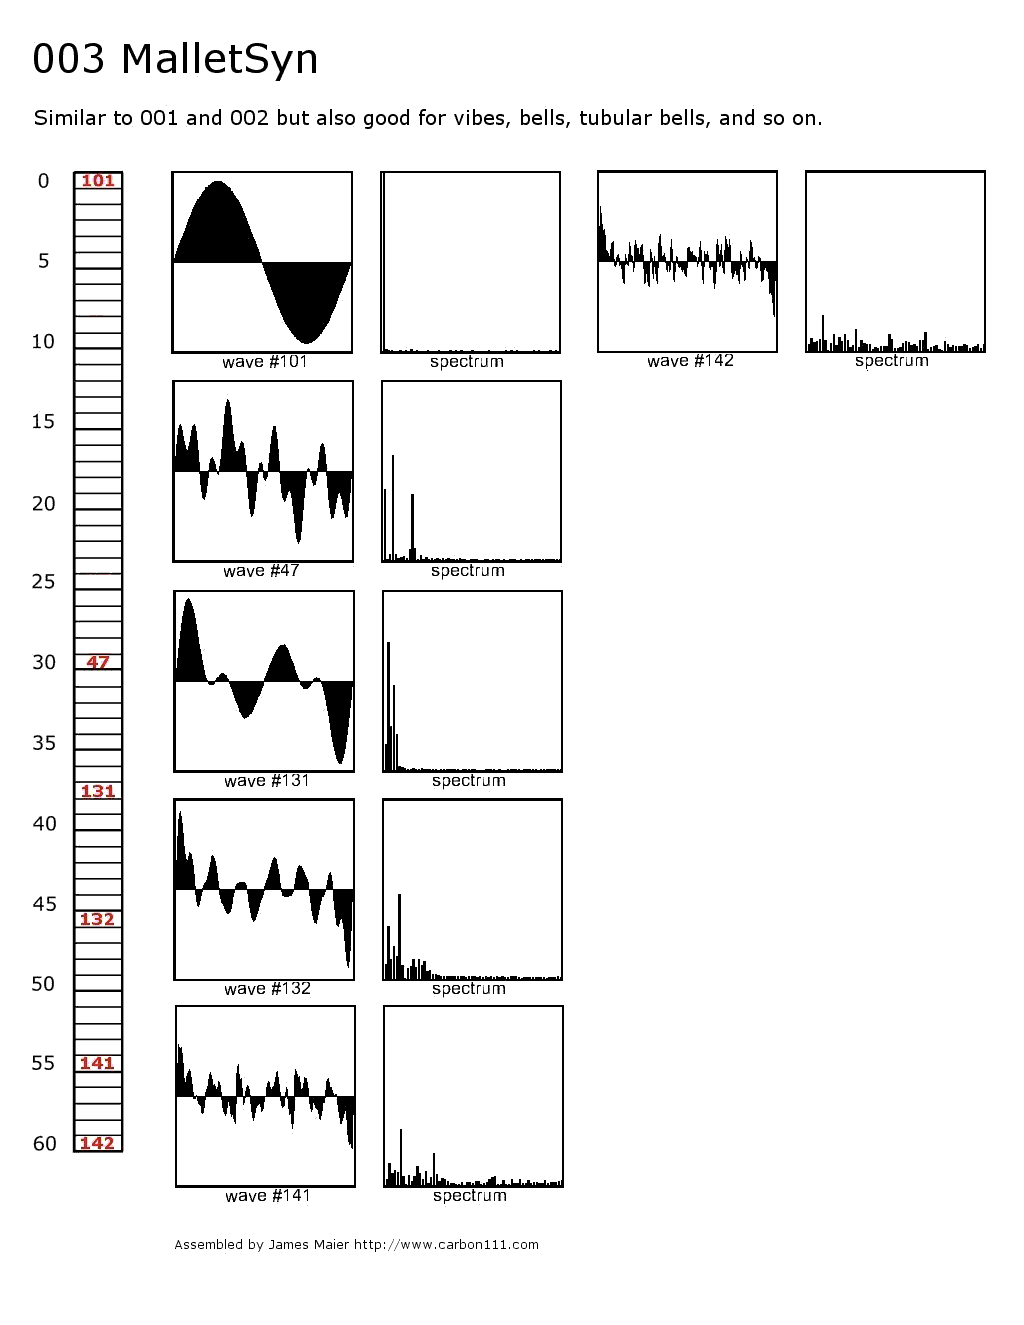 003 MalletSyn
Similar to 001 and 002 but also good for vibes, bells, tubular bells, and so on.
0
101
5
10
15
20
25
30
47
35
131
40
45
132
50
55
141
60
142
wave #101
spectrum
wave #142
spectrum
wave #47
spectrum
wave #131
spectrum
wave #132
spectrum
wave #141
spectrum
Assembled by James Maier http://www.carbon111.com